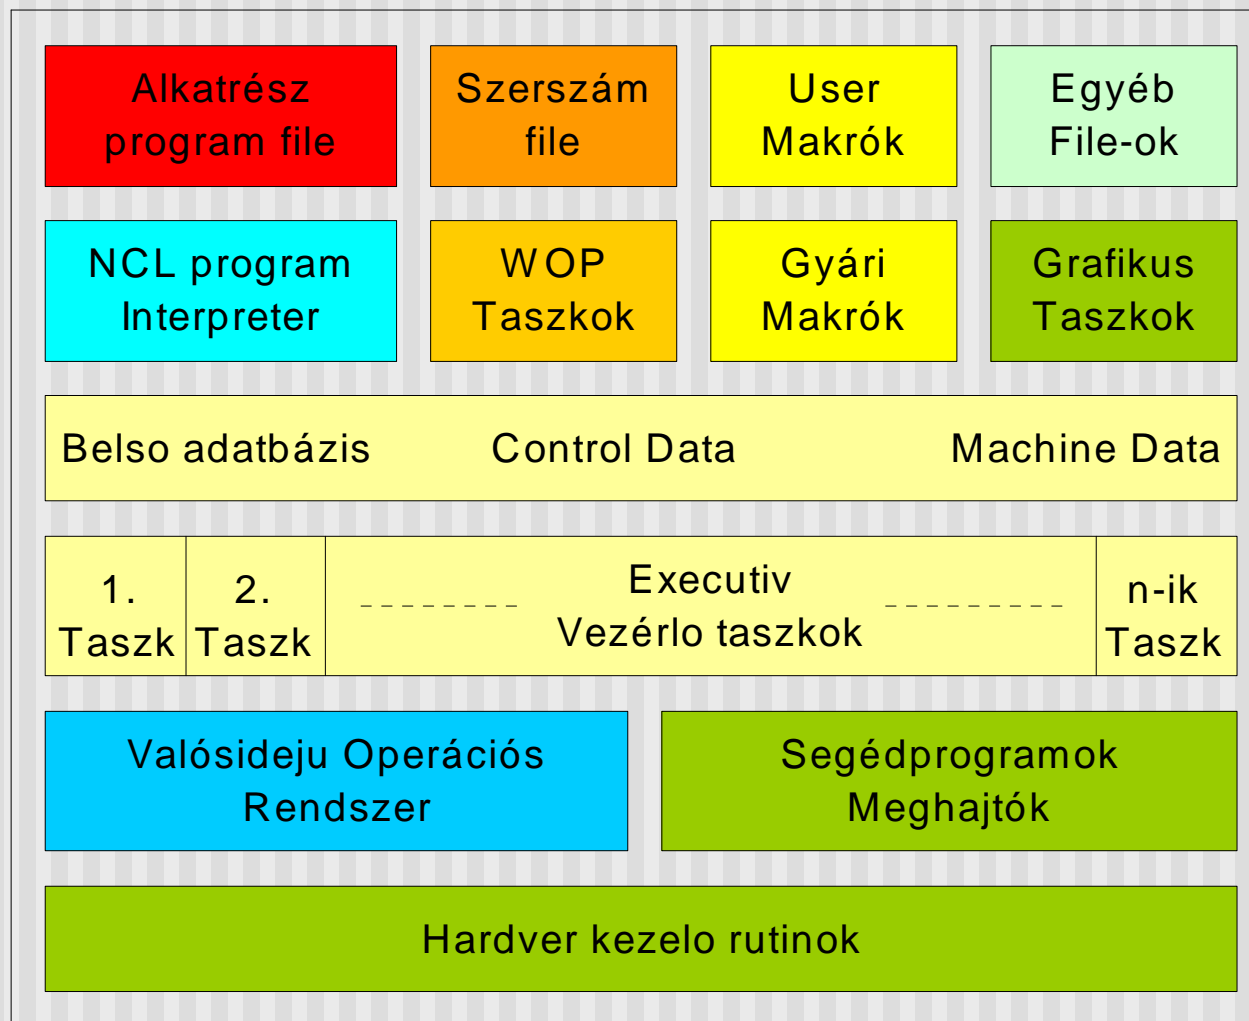 Alkatrész
program file
Szerszám
file
User
Makrók
Egyéb
File-ok
NCL program
Interpreter
WOP
Taszkok
Gyári
Makrók
Grafikus
Taszkok
Belso adatbázis Control Data Machine Data
1.
Taszk
2.
Taszk
Executiv
Vezérlo taszkok
n-ik
Taszk
Valósideju Operációs
Rendszer
Segédprogramok
Meghajtók
Hardver kezelo rutinok